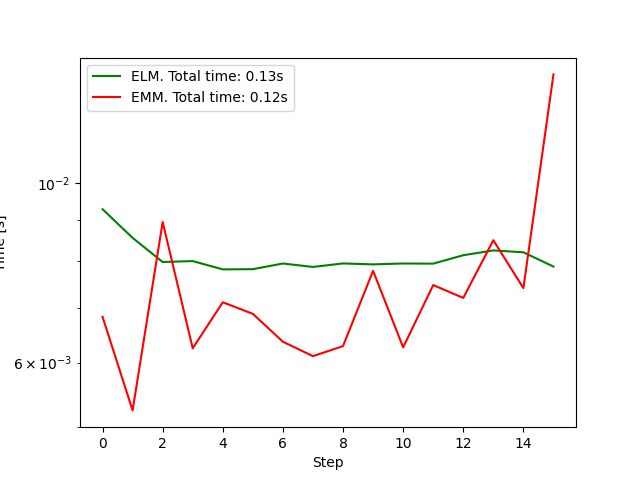 ELM. Total time: 0.13s
EMM. Total time: 0.12s
10⁻²
6 × 10⁻³
Time [s]
0 2 4 6 8 10 12 14
Step